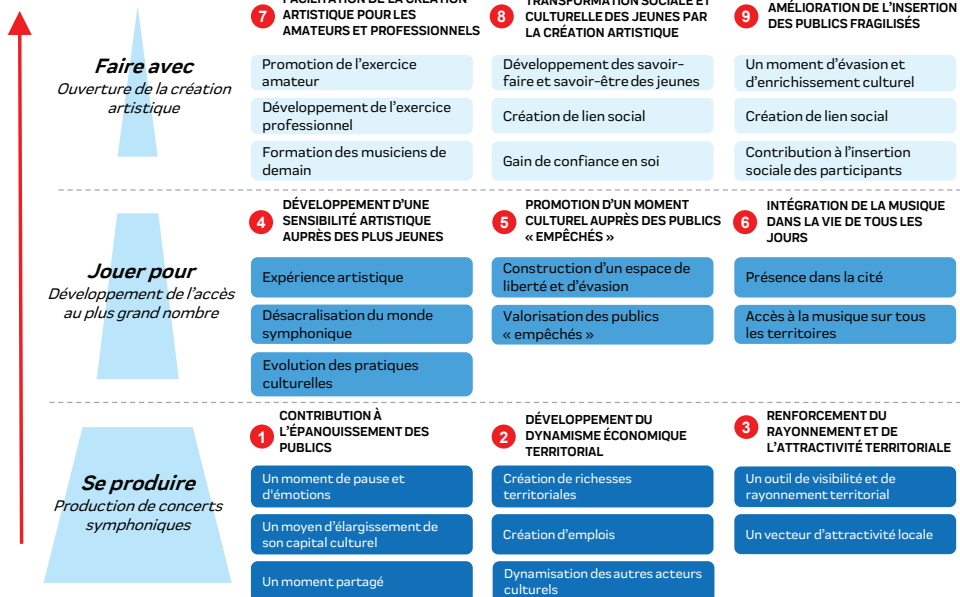 7
FACILITATION DE LA CRÉATION
ARTISTIQUE POUR LES
AMATEURS ET PROFESSIONNELS
8
TRANSFORMATION SOCIALE ET
CULTURELLE DES JEUNES PAR
LA CRÉATION ARTISTIQUE
9
AMÉLIORATION DE L'INSERTION
DES PUBLICS FRAGILISÉS
Faire avec
Ouverture de la création
artistique
Promotion de l'exercice
amateur
Développement de l'exercice
professionnel
Formation des musiciens de
demain
Développement des savoir-
faire et savoir-être des jeunes
Création de lien social
Gain de confiance en soi
Un moment d'évasion et
d'enrichissement culturel
Création de lien social
Contribution à l'insertion
sociale des participants
4
DÉVELOPPEMENT D'UNE
SENSIBILITÉ ARTISTIQUE
AUPRÈS DES PLUS JEUNES
5
PROMOTION D'UN MOMENT
CULTUREL AUPRÈS DES PUBLICS
« EMPÊCHÉS »
6
INTÉGRATION DE LA MUSIQUE
DANS LA VIE DE TOUS LES
JOURS
Jouer pour
Développement de l'accès
au plus grand nombre
Expérience artistique
Désacralisation du monde
symphonique
Evolution des pratiques
culturelles
Construction d'un espace de
liberté et d'évasion
Valorisation des publics
« empêchés »
Présence dans la cité
Accès à la musique sur tous
les territoires
1
CONTRIBUTION À
L'ÉPANOUISSEMENT DES
PUBLICS
2
DÉVELOPPEMENT DU
DYNAMISME ÉCONOMIQUE
TERRITORIAL
3
RENFORCEMENT DU
RAYONNEMENT ET DE
L'ATTRACTIVITÉ TERRITORIALE
Se produire
Production de concerts
symphoniques
Un moment de pause et
d'émotions
Un moyen d'élargissement de
son capital culturel
Un moment partagé
Création de richesses
territoriales
Création d'emplois
Dynamisation des autres acteurs
culturels
Un outil de visibilité et de
rayonnement territorial
Un vecteur d'attractivité locale